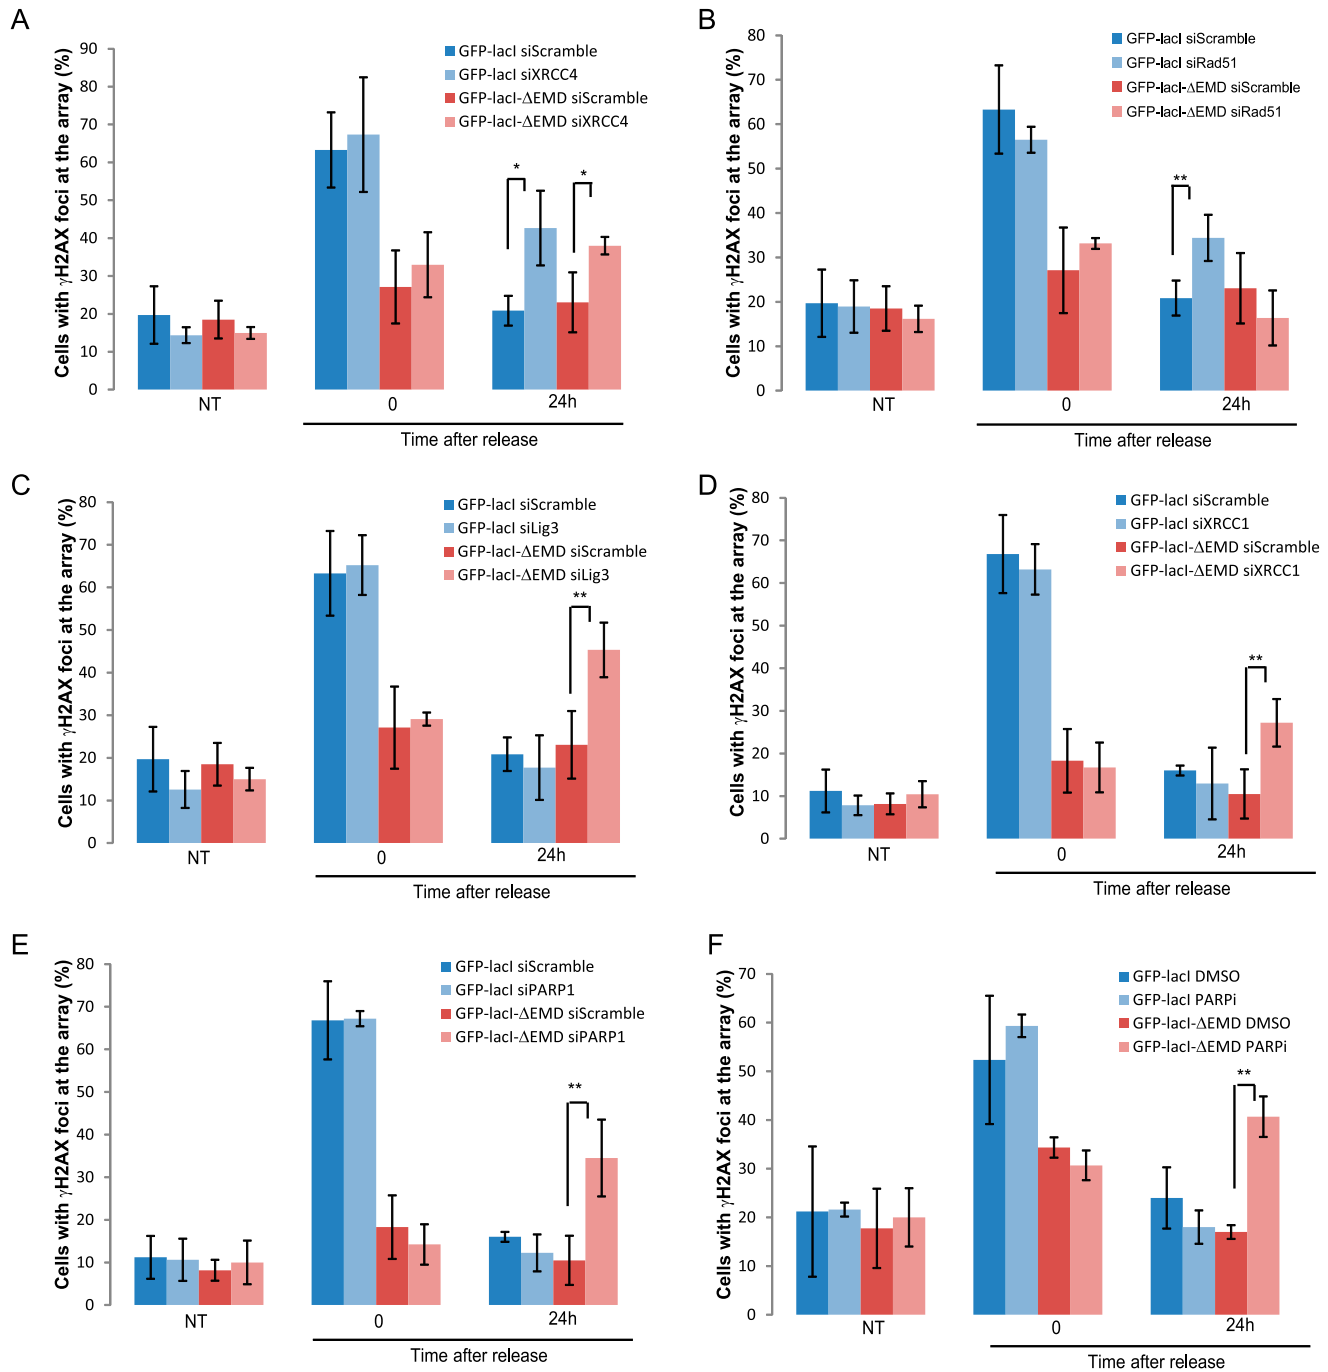 A
Cells with γH2AX foci at the array (%)
90
80
70
60
50
40
30
20
10
0
GFP-lacI siScramble
GFP-lacI siXRCC4
GFP-lacI-ΔEMD siScramble
GFP-lacI-ΔEMD siXRCC4
*
*
NT
0
24h
Time after release
B
Cells with γH2AX foci at the array (%)
80
70
60
50
40
30
20
10
0
GFP-lacI siScramble
GFP-lacI siRad51
GFP-lacI-ΔEMD siScramble
GFP-lacI-ΔEMD siRad51
**
NT
0
24h
Time after release
C
Cells with γH2AX foci at the array (%)
80
70
60
50
40
30
20
10
0
GFP-lacI siScramble
GFP-lacI siLig3
GFP-lacI-ΔEMD siScramble
GFP-lacI-ΔEMD siLig3
**
NT
0
24h
Time after release
D
Cells with γH2AX foci at the array (%)
80
70
60
50
40
30
20
10
0
GFP-lacI siScramble
GFP-lacI siXRCC1
GFP-lacI-ΔEMD siScramble
GFP-lacI-ΔEMD siXRCC1
**
NT
0
24h
Time after release
E
Cells with γH2AX foci at the array (%)
80
70
60
50
40
30
20
10
0
GFP-lacI siScramble
GFP-lacI siPARP1
GFP-lacI-ΔEMD siScramble
GFP-lacI-ΔEMD siPARP1
**
NT
0
24h
Time after release
F
Cells with γH2AX foci at the array (%)
70
60
50
40
30
20
10
0
GFP-lacI DMSO
GFP-lacI PARPi
GFP-lacI-ΔEMD DMSO
GFP-lacI-ΔEMD PARPi
**
NT
0
24h
Time after release